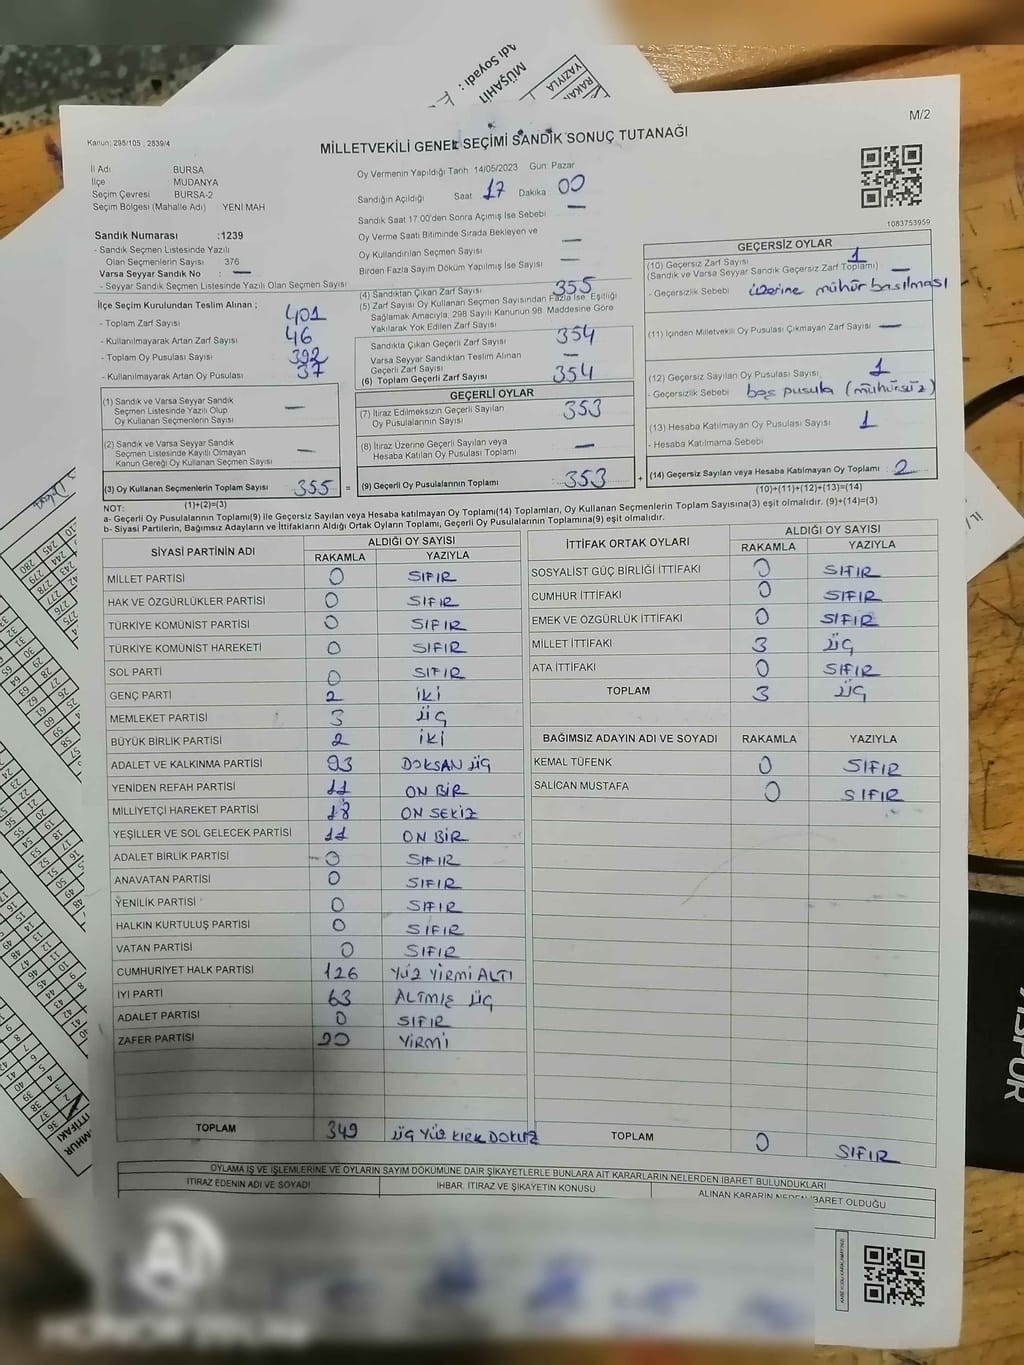 MÜŞAHİT
Adı Soyadı :
YAZIYLA
M/2
Kanun: 298/105 , 2839/4
MİLLETVEKİLİ GENEL SEÇİMİ SANDIK SONUÇ TUTANAĞI
İl Adı BURSA
İlçe MUDANYA
Seçim Çevresi BURSA-2
Seçim Bölgesi (Mahalle Adı) YENİ MAH
Sandık Numarası :1239
- Sandık Seçmen Listesinde Yazılı
Olan Seçmenlerin Sayısı 376
Varsa Seyyar Sandık No : —
- Seyyar Sandık Seçmen Listesinde Yazılı Olan Seçmen Sayısı
Oy Vermenin Yapıldığı Tarih 14/05/2023 Gün: Pazar
Sandığın Açıldığı Saat 17 Dakika 00
Sandık Saat 17:00'den Sonra Açımış İse Sebebi —
Oy Verme Saati Bitiminde Sırada Bekleyen ve
Oy Kullandırılan Seçmen Sayısı —
Birden Fazla Sayım Döküm Yapılmış İse Sayısı —
1083753959
İlçe Seçim Kurulundan Teslim Alınan ;
- Toplam Zarf Sayısı 401
- Kullanılmayarak Artan Zarf Sayısı 46
- Toplam Oy Pusulası Sayısı 392
- Kullanılmayarak Artan Oy Pusulası 37
(1) Sandık ve Varsa Seyyar Sandık
Seçmen Listesinde Yazılı Olup
Oy Kullanan Seçmenlerin Sayısı —
(2) Sandık ve Varsa Seyyar Sandık
Seçmen Listesinde Kayıtlı Olmayan
Kanun Gereği Oy Kullanan Seçmen Sayısı —
(3) Oy Kullanan Seçmenlerin Toplam Sayısı 355 =
(1)+(2)=(3)
(4) Sandıktan Çıkan Zarf Sayısı 355
(5) Zarf Sayısı Oy Kullanan Seçmen Sayısından Fazla İse, Eşitliği
Sağlamak Amacıyla, 298 Sayılı Kanunun 98. Maddesine Göre
Yakılarak Yok Edilen Zarf Sayısı
Sandıkta Çıkan Geçerli Zarf Sayısı 354
Varsa Seyyar Sandıktan Teslim Alınan
Geçerli Zarf Sayısı —
(6) Toplam Geçerli Zarf Sayısı 354
GEÇERLİ OYLAR
(7) İtiraz Edilmeksizin Geçerli Sayılan
Oy Pusulalarının Sayısı 353
(8) İtiraz Üzerine Geçerli Sayılan veya
Hesaba Katılan Oy Pusulası Toplamı —
(9) Geçerli Oy Pusulalarının Toplamı 353 +
GEÇERSİZ OYLAR
(10) Geçersiz Zarf Sayısı 1
(Sandık ve Varsa Seyyar Sandık Geçersiz Zarf Toplamı) —
- Geçersizlik Sebebi üzerine mühür basılması
(11) İçinden Milletvekili Oy Pusulası Çıkmayan Zarf Sayısı —
(12) Geçersiz Sayılan Oy Pusulası Sayısı, 1
- Geçersizlik Sebebi boş pusula (mühürsüz)
(13) Hesaba Katılmayan Oy Pusulası Sayısı 1
- Hesaba Katılmama Sebebi
(14) Geçersiz Sayılan veya Hesaba Katılmayan Oy Toplamı : 2
(10)+(11)+(12)+(13)=(14)
NOT:
a- Geçerli Oy Pusulalarının Toplamı(9) ile Geçersiz Sayılan veya Hesaba katılmayan Oy Toplamı(14) Toplamları, Oy Kullanan Seçmenlerin Toplam Sayısına(3) eşit olmalıdır. (9)+(14)=(3)
b- Siyasi Partilerin, Bağımsız Adayların ve İttifakların Aldığı Ortak Oyların Toplamı, Geçerli Oy Pusulalarının Toplamına(9) eşit olmalıdır.
SİYASİ PARTİNİN ADI ALDIĞI OY SAYISI
RAKAMLA YAZIYLA
MİLLET PARTİSİ 0 SIFIR
HAK VE ÖZGÜRLÜKLER PARTİSİ 0 SIFIR
TÜRKİYE KOMÜNİST PARTİSİ 0 SIFIR
TÜRKİYE KOMÜNİST HAREKETİ 0 SIFIR
SOL PARTİ 0 SIFIR
GENÇ PARTİ 2 İKİ
MEMLEKET PARTİSİ 3 ÜÇ
BÜYÜK BİRLİK PARTİSİ 2 İKİ
ADALET VE KALKINMA PARTİSİ 93 DOKSAN ÜÇ
YENİDEN REFAH PARTİSİ 11 ON BİR
MİLLİYETÇİ HAREKET PARTİSİ 18 ON SEKİZ
YEŞİLLER VE SOL GELECEK PARTİSİ 11 ON BİR
ADALET BİRLİK PARTİSİ 0 SIFIR
ANAVATAN PARTİSİ 0 SIFIR
YENİLİK PARTİSİ 0 SIFIR
HALKIN KURTULUŞ PARTİSİ 0 SIFIR
VATAN PARTİSİ 0 SIFIR
CUMHURİYET HALK PARTİSİ 126 YÜZ YİRMİ ALTI
İYİ PARTİ 63 ALTMIŞ ÜÇ
ADALET PARTİSİ 0 SIFIR
ZAFER PARTİSİ 20 YİRMİ
TOPLAM 349 ÜÇ YÜZ KIRK DOKUZ
İTTİFAK ORTAK OYLARI ALDIĞI OY SAYISI
RAKAMLA YAZIYLA
SOSYALİST GÜÇ BİRLİĞİ İTTİFAKI 0 SIFIR
CUMHUR İTTİFAKI 0 SIFIR
EMEK VE ÖZGÜRLÜK İTTİFAKI 0 SIFIR
MİLLET İTTİFAKI 3 ÜÇ
ATA İTTİFAKI 0 SIFIR
TOPLAM 3 ÜÇ
BAĞIMSIZ ADAYIN ADI VE SOYADI RAKAMLA YAZIYLA
KEMAL TÜFENK 0 SIFIR
SALİCAN MUSTAFA 0 SIFIR
TOPLAM 0 SIFIR
OYLAMA İŞ VE İŞLEMLERİNE VE OYLARIN SAYIM DÖKÜMÜNE DAİR ŞİKAYETLERLE BUNLARA AİT KARARLARIN NELERDEN İBARET BULUNDUKLARI
İTİRAZ EDENİN ADI VE SOYADI İHBAR, İTİRAZ VE ŞİKAYETİN KONUSU ALINAN KARARIN NEDEN İBARET OLDUĞU